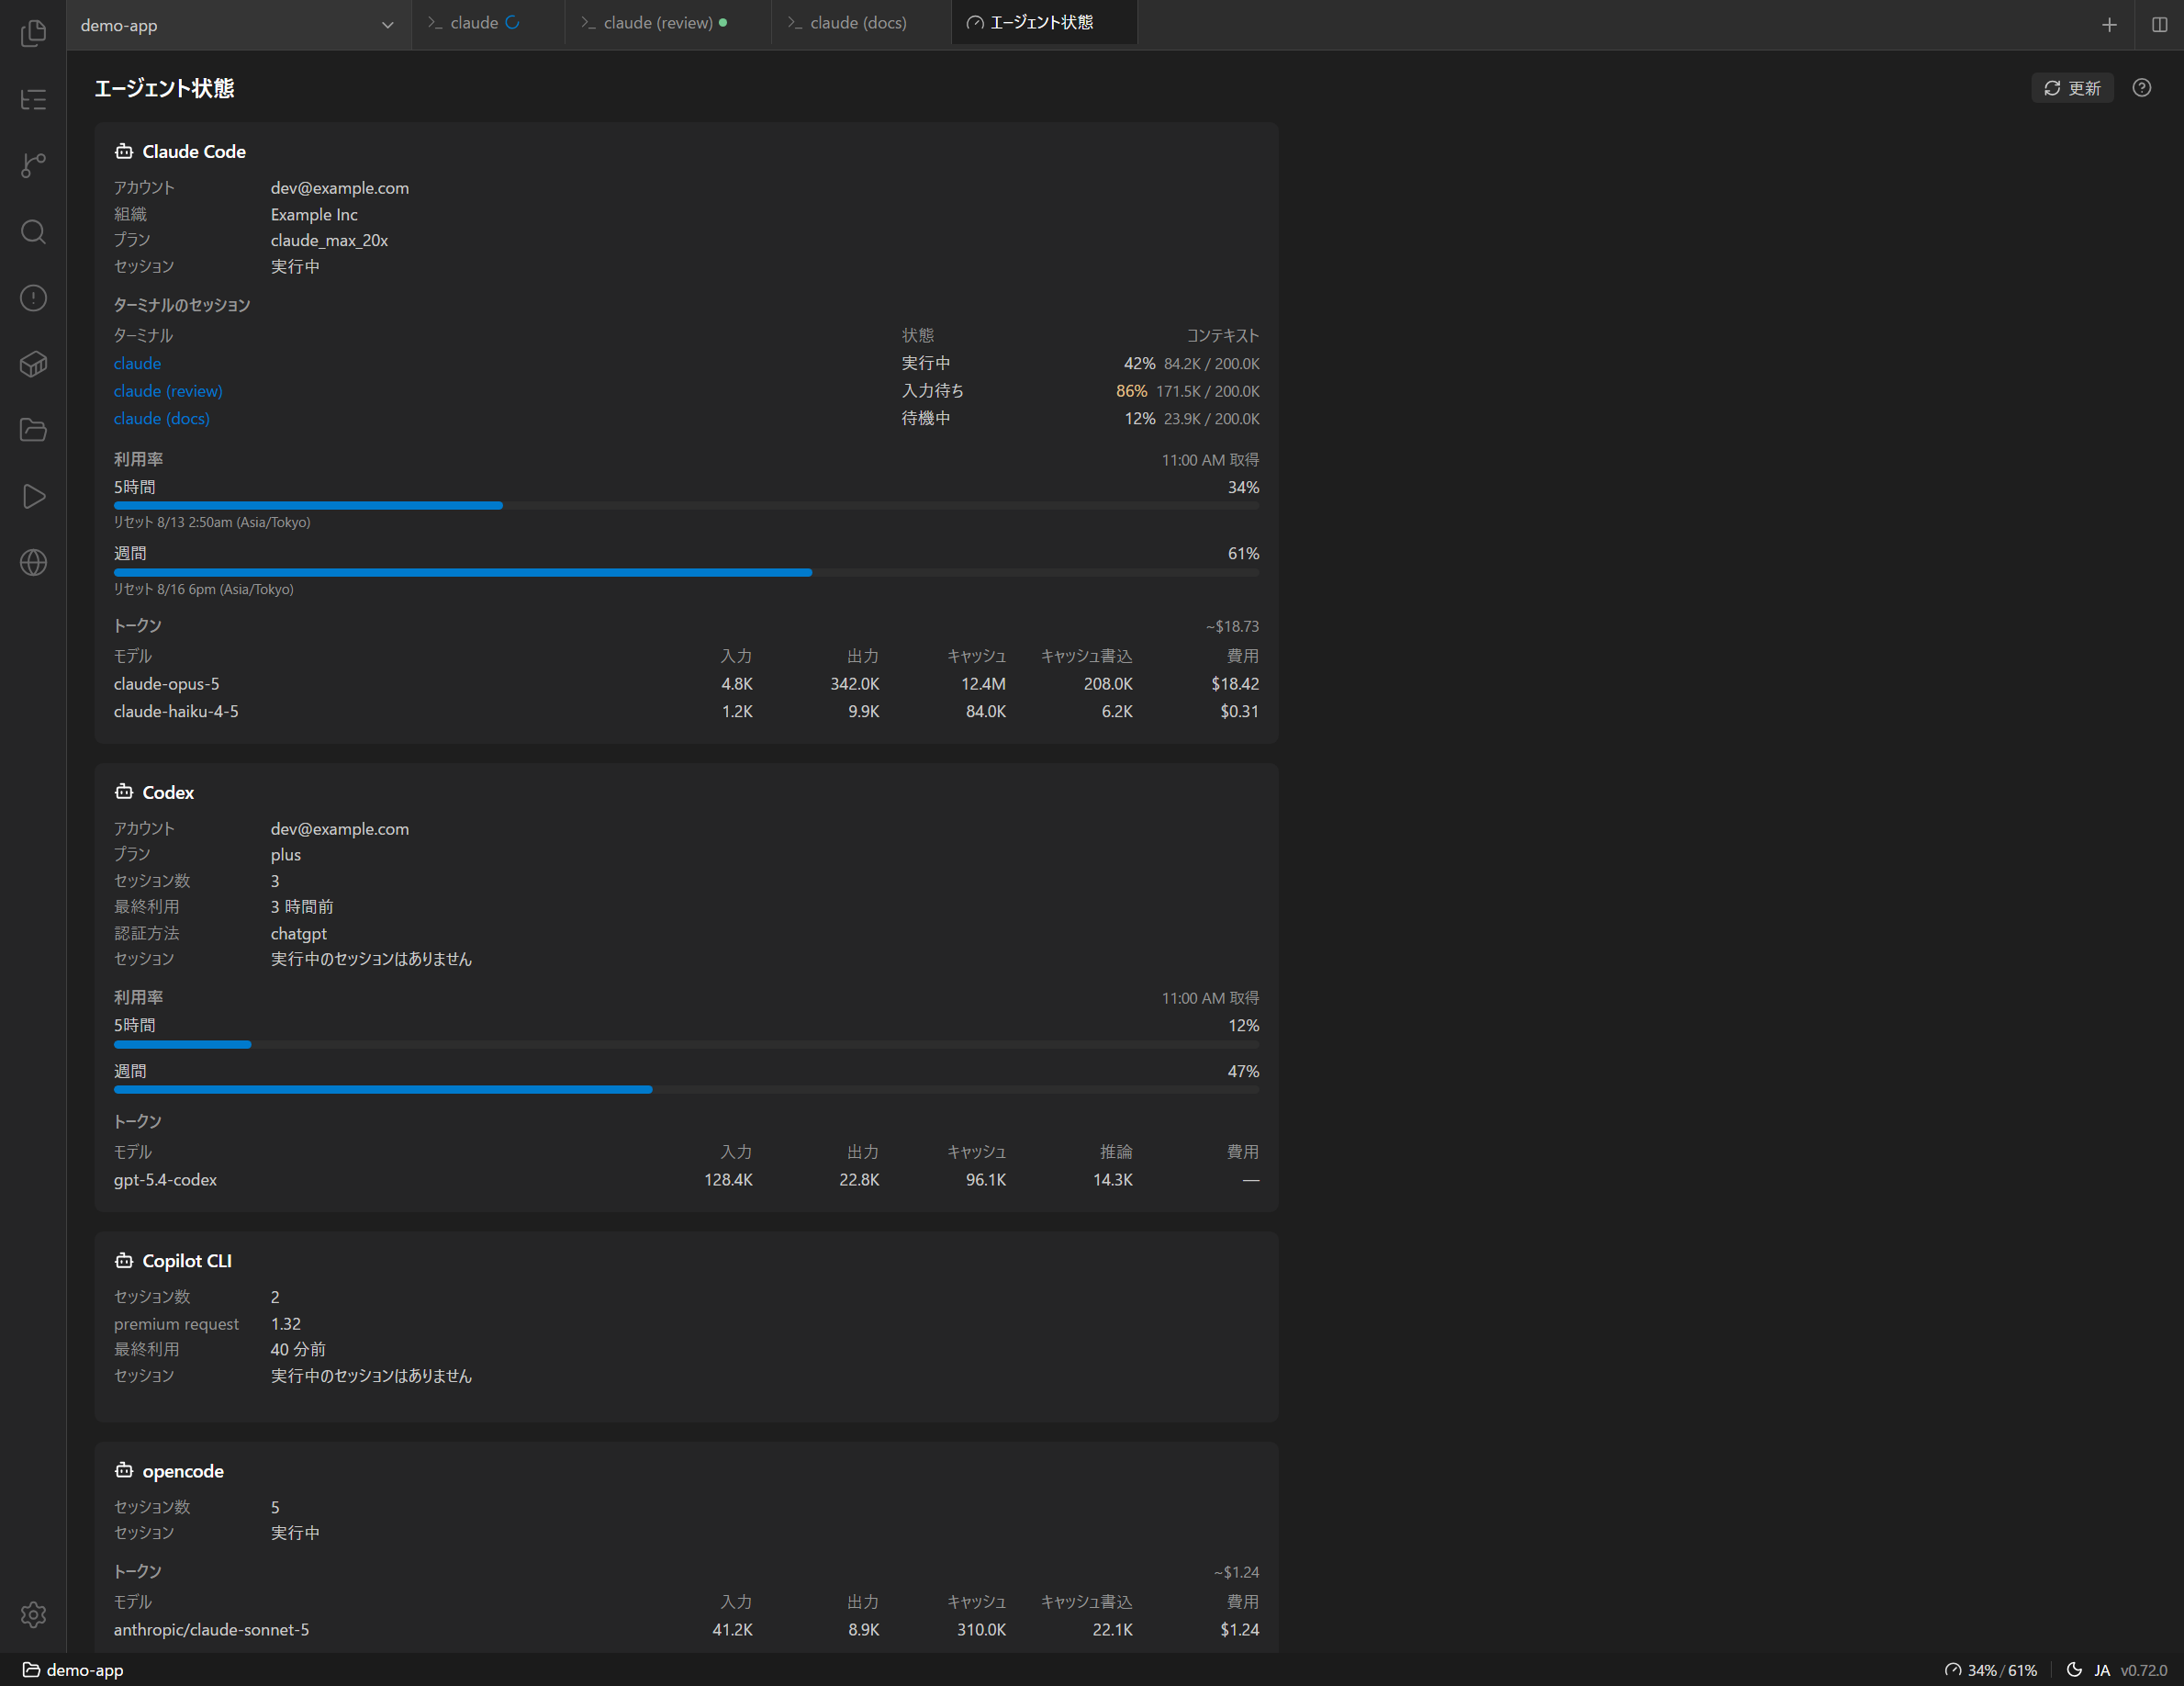 demo-app
claude
claude (review)
claude (docs)
エージェント状態
エージェント状態
更新
Claude Code
アカウント dev@example.com
組織 Example Inc
プラン claude_max_20x
セッション 実行中
ターミナルのセッション
ターミナル 状態 コンテキスト
claude 実行中 42% 84.2K / 200.0K
claude (review) 入力待ち 86% 171.5K / 200.0K
claude (docs) 待機中 12% 23.9K / 200.0K
利用率 11:00 AM 取得
5時間 34%
リセット 8/13 2:50am (Asia/Tokyo)
週間 61%
リセット 8/16 6pm (Asia/Tokyo)
トークン ~$18.73
モデル 入力 出力 キャッシュ キャッシュ書込 費用
claude-opus-5 4.8K 342.0K 12.4M 208.0K $18.42
claude-haiku-4-5 1.2K 9.9K 84.0K 6.2K $0.31
Codex
アカウント dev@example.com
プラン plus
セッション数 3
最終利用 3 時間前
認証方法 chatgpt
セッション 実行中のセッションはありません
利用率 11:00 AM 取得
5時間 12%
週間 47%
トークン
モデル 入力 出力 キャッシュ 推論 費用
gpt-5.4-codex 128.4K 22.8K 96.1K 14.3K —
Copilot CLI
セッション数 2
premium request 1.32
最終利用 40 分前
セッション 実行中のセッションはありません
opencode
セッション数 5
セッション 実行中
トークン ~$1.24
モデル 入力 出力 キャッシュ キャッシュ書込 費用
anthropic/claude-sonnet-5 41.2K 8.9K 310.0K 22.1K $1.24
demo-app 34% / 61% JA v0.72.0